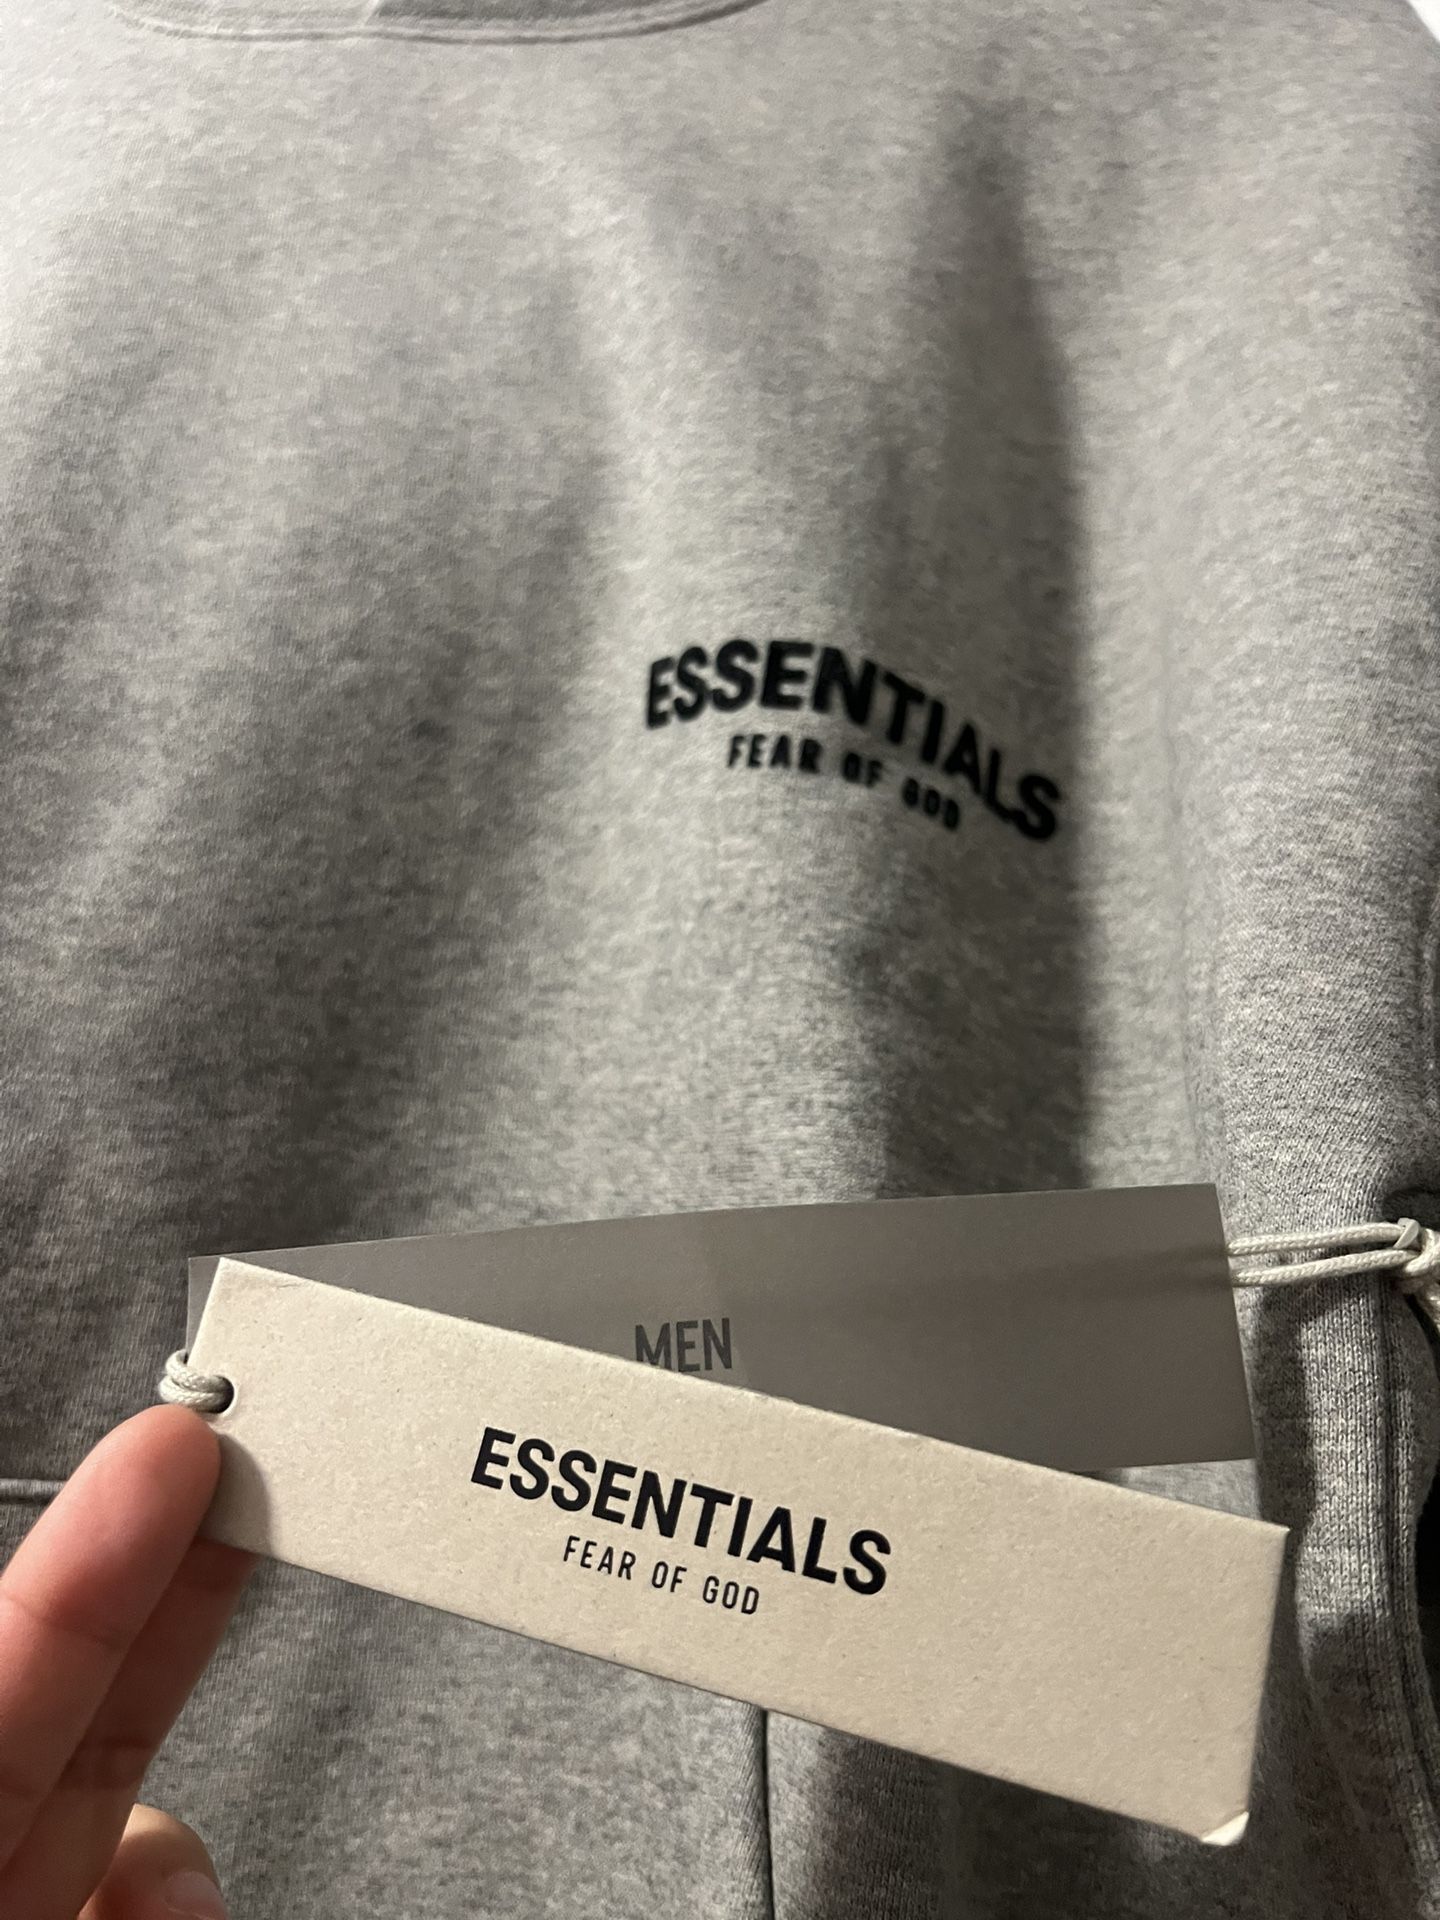 ESSENTIALS
FEAR OF GOD
MEN
ESSENTIALS
FEAR OF GOD